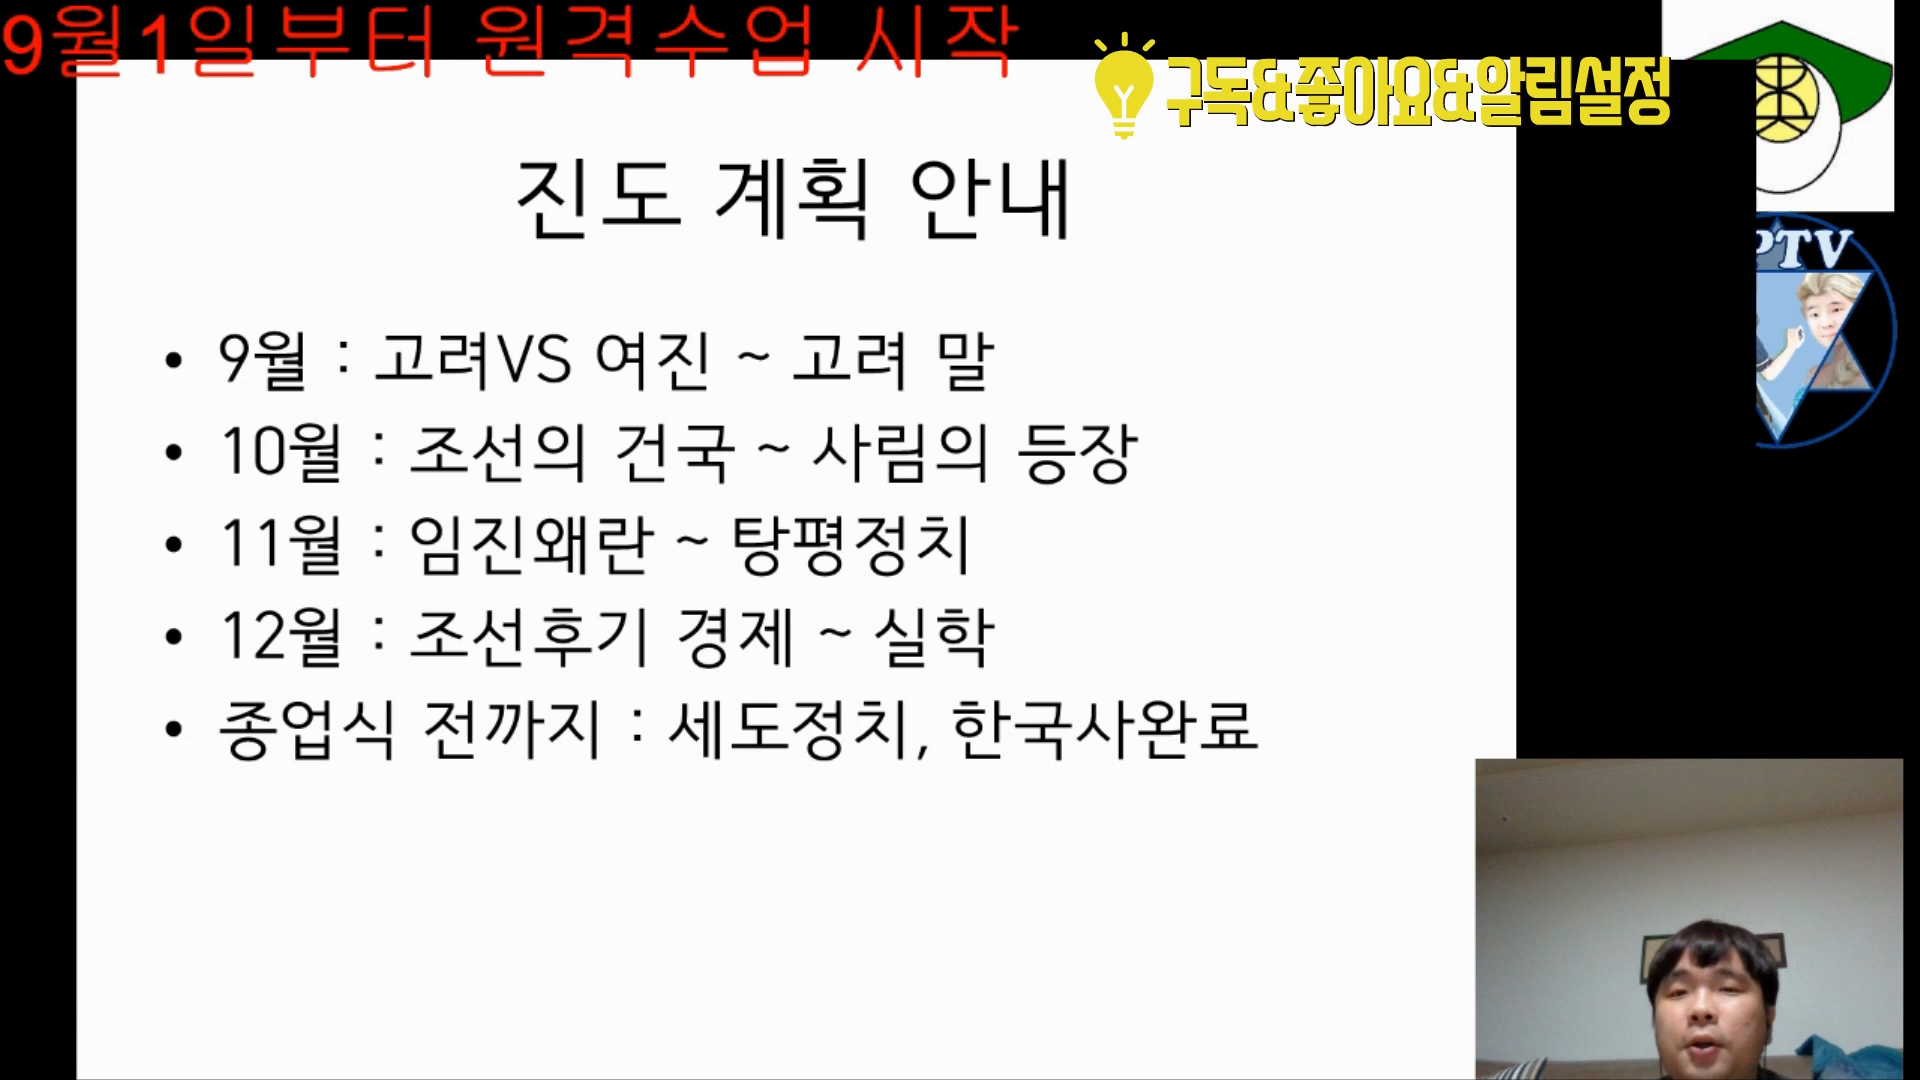 9월1일부터 원격수업 시작
구독&좋아요&알림설정
진도 계획 안내
PTV
• 9월 : 고려VS 여진 ~ 고려 말
• 10월 : 조선의 건국 ~ 사림의 등장
• 11월 : 임진왜란 ~ 탕평정치
• 12월 : 조선후기 경제 ~ 실학
• 종업식 전까지 : 세도정치, 한국사완료